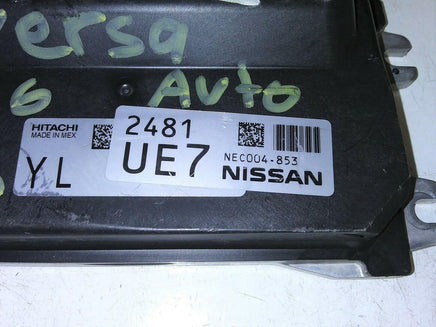 ersa
6 AUTO
HITACHI
MADE IN MEX
YL
2481
UE7
NEC004-853
NISSAN